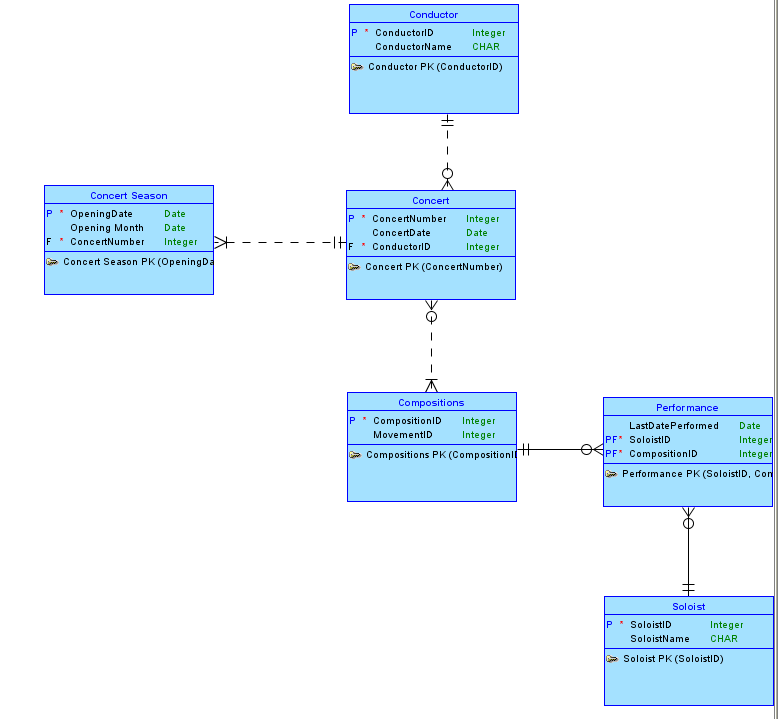 Conductor
P * ConductorID Integer
ConductorName CHAR
Conductor PK (ConductorID)
Concert Season
P * OpeningDate Date
Opening Month Date
F * ConcertNumber Integer
Concert Season PK (OpeningDa
Concert
P * ConcertNumber Integer
ConcertDate Date
F * ConductorID Integer
Concert PK (ConcertNumber)
Compositions
P * CompositionID Integer
MovementID Integer
Compositions PK (CompositionI
Performance
LastDatePerformed Date
PF* SoloistID Integer
PF* CompositionID Integer
Performance PK (SoloistID, Con
Soloist
P * SoloistID Integer
SoloistName CHAR
Soloist PK (SoloistID)